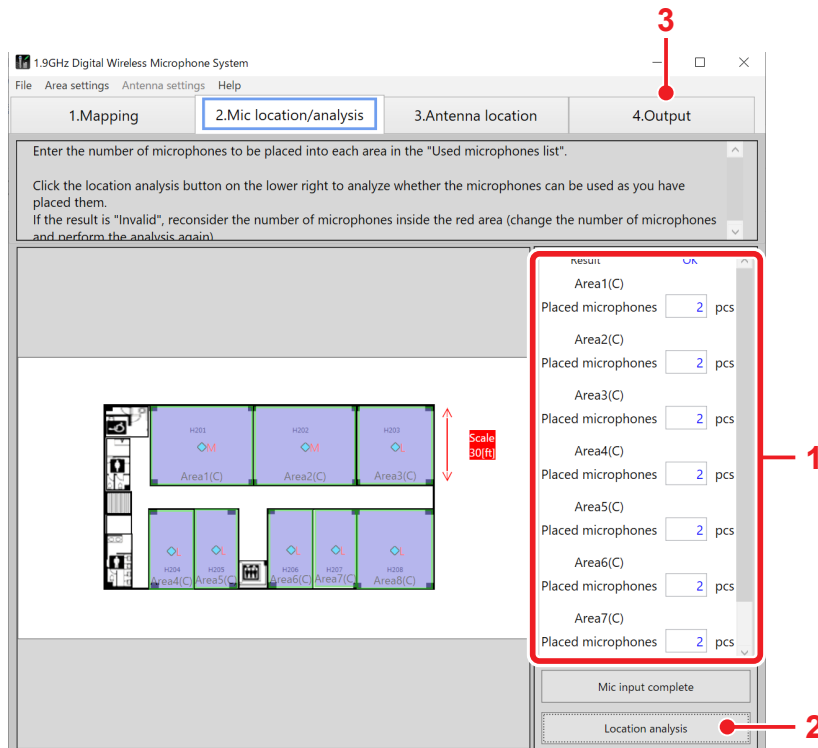 3
1.9GHz Digital Wireless Microphone System
File Area settings Antenna settings Help
1.Mapping 2.Mic location/analysis 3.Antenna location 4.Output
Enter the number of microphones to be placed into each area in the "Used microphones list".
Click the location analysis button on the lower right to analyze whether the microphones can be used as you have
placed them.
If the result is "Invalid", reconsider the number of microphones inside the red area (change the number of microphones
and perform the analysis again)
Result OK
Area1(C)
Placed microphones 2 pcs
Area2(C)
Placed microphones 2 pcs
Area3(C)
Placed microphones 2 pcs
Area4(C)
Placed microphones 2 pcs
Area5(C)
Placed microphones 2 pcs
Area6(C)
Placed microphones 2 pcs
Area7(C)
Placed microphones 2 pcs
1
H201 H202 H203
M M L
Area1(C) Area2(C) Area3(C)
Scale
30[ft]
L L L L L
H204 H205 H206 H207 H208
Area4(C) Area5(C) Area6(C) Area7(C) Area8(C)
Mic input complete
Location analysis
2